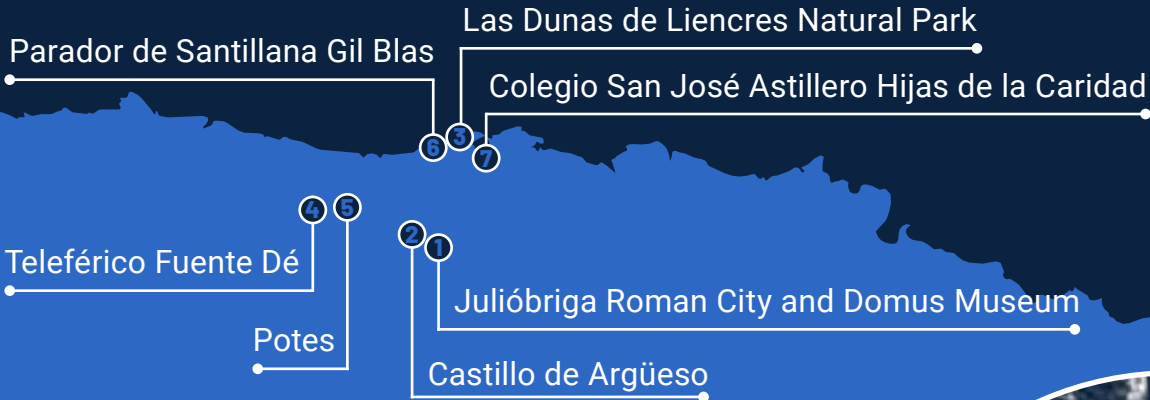 Las Dunas de Liencres Natural Park
Parador de Santillana Gil Blas
Colegio San José Astillero Hijas de la Caridad
6
3
7
4
5
2
1
Teleférico Fuente Dé
Julióbriga Roman City and Domus Museum
Potes
Castillo de Argüeso